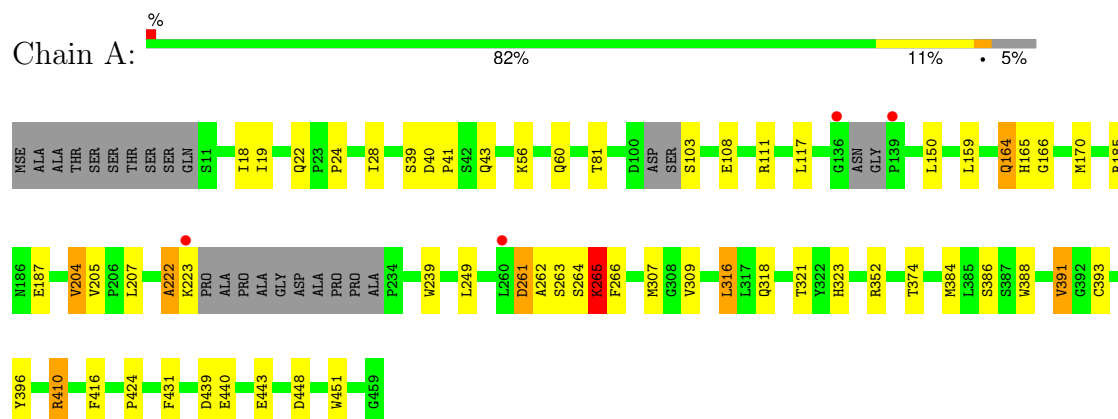 %
Chain A:
82% 11% • 5%
MSE ALA ALA THR SER SER THR SER SER GLN S11 I18 I19 Q22 P23 P24 I28 S39 D40 P41 S42 Q43 K56 Q60 T81 D100 ASP SER S103 E108 R111 L117 G136 ASN GLY P139 L150 L159 Q164 H165 G166 M170 R185
N186 E187 V204 V205 P206 L207 A222 K223 PRO ALA PRO ALA GLY ASP ALA PRO PRO ALA P234 W239 L249 L260 D261 A262 S263 S264 K265 F266 M307 G308 V309 L316 L317 Q318 T321 Y322 H323 R352 T374 M384 L385 S386 S387 W388 V391 G392 C393
Y396 R410 F416 P424 F431 D439 E440 E443 D448 W451 G459